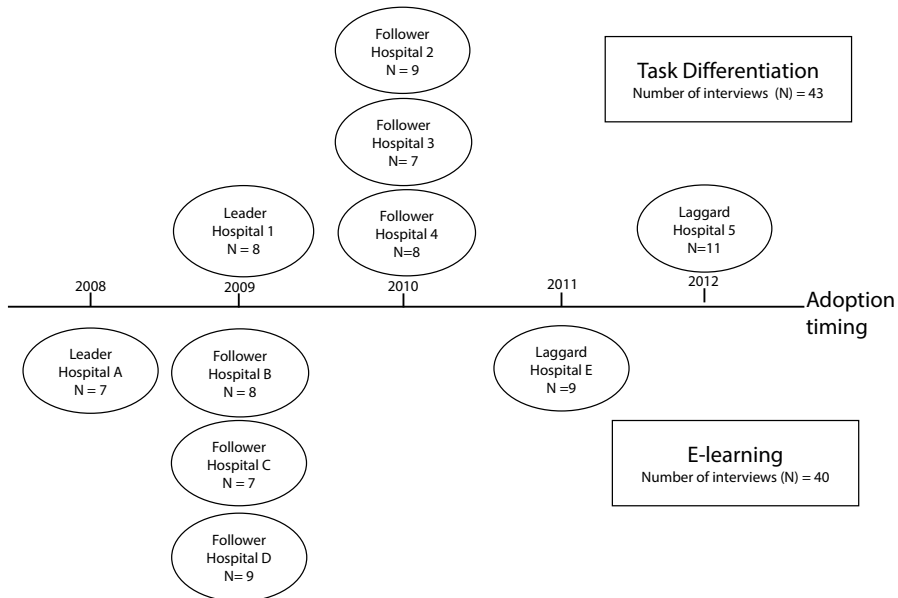 Follower
Hospital 2
N = 9
Task Differentiation
Number of interviews (N) = 43
Follower
Hospital 3
N= 7
Leader
Hospital 1
N = 8
Follower
Hospital 4
N=8
Laggard
Hospital 5
N=11
2008
2009
2010
2011
2012
Adoption
timing
Leader
Hospital A
N = 7
Follower
Hospital B
N = 8
Laggard
Hospital E
N =9
Follower
Hospital C
N = 7
E-learning
Number of interviews (N) = 40
Follower
Hospital D
N= 9